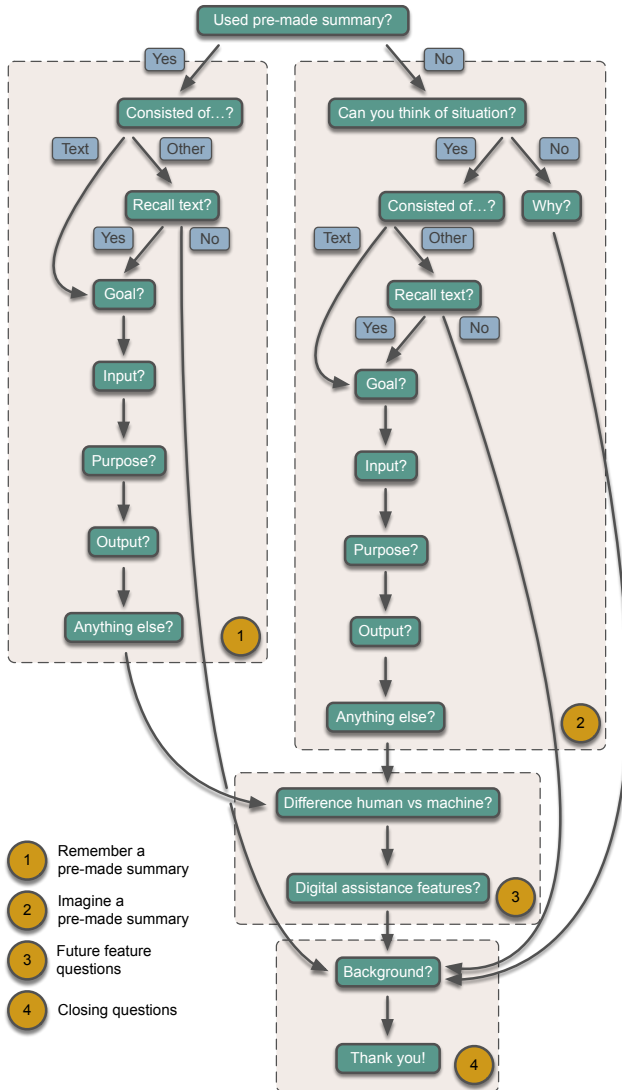 Used pre-made summary?
Yes
No
Consisted of...?
Can you think of situation?
Text
Other
Yes
No
Recall text?
Consisted of...?
Why?
Yes
No
Text
Other
Goal?
Recall text?
Yes
No
Input?
Goal?
Purpose?
Input?
Output?
Purpose?
Anything else?
1
Output?
Anything else?
2
Difference human vs machine?
Digital assistance features?
3
Background?
Thank you!
4
1
Remember a
pre-made summary
2
Imagine a
pre-made summary
3
Future feature
questions
4
Closing questions